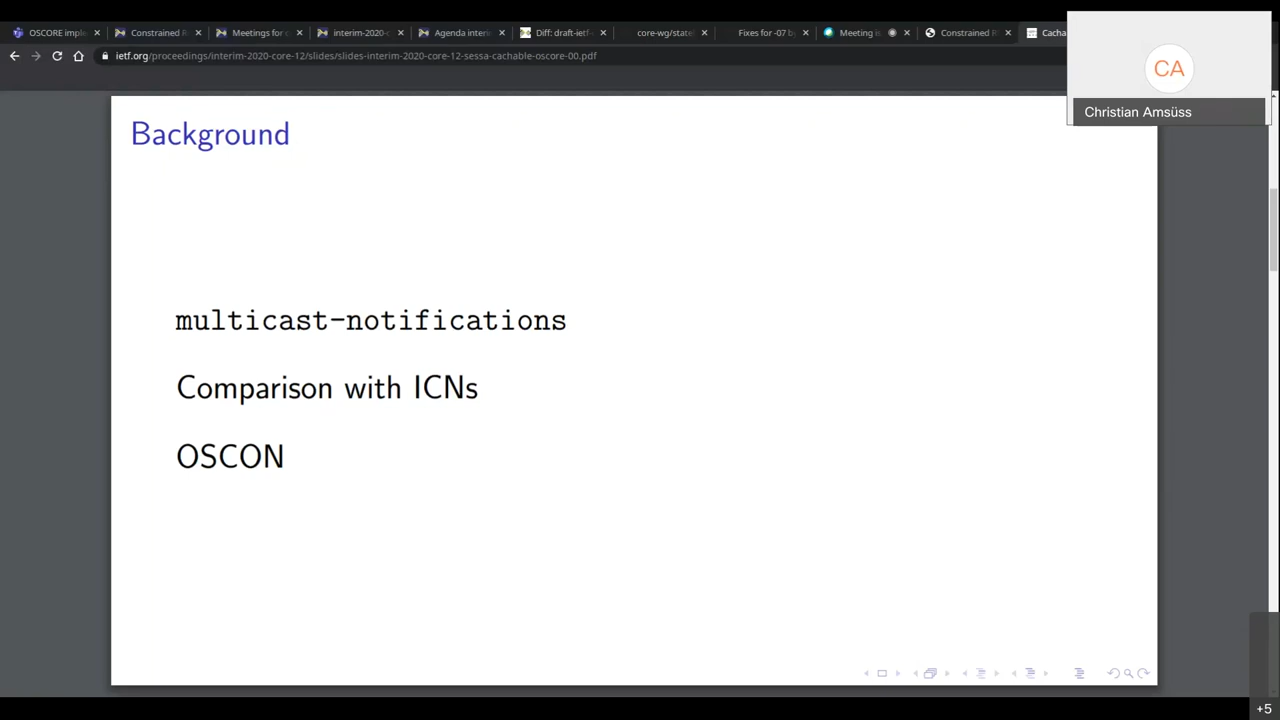 OSCORE imple
Constrained R
Meetings for c
interim-2020-c
Agenda interi
Diff: draft-ietf-
core-wg/state
Fixes for -07 by
Meeting is
Constrained R
Cacha
ietf.org/proceedings/interim-2020-core-12/slides/slides-interim-2020-core-12-sessa-cachable-oscore-00.pdf
CA
Christian Amsüss
Background
multicast-notifications
Comparison with ICNs
OSCON
+5